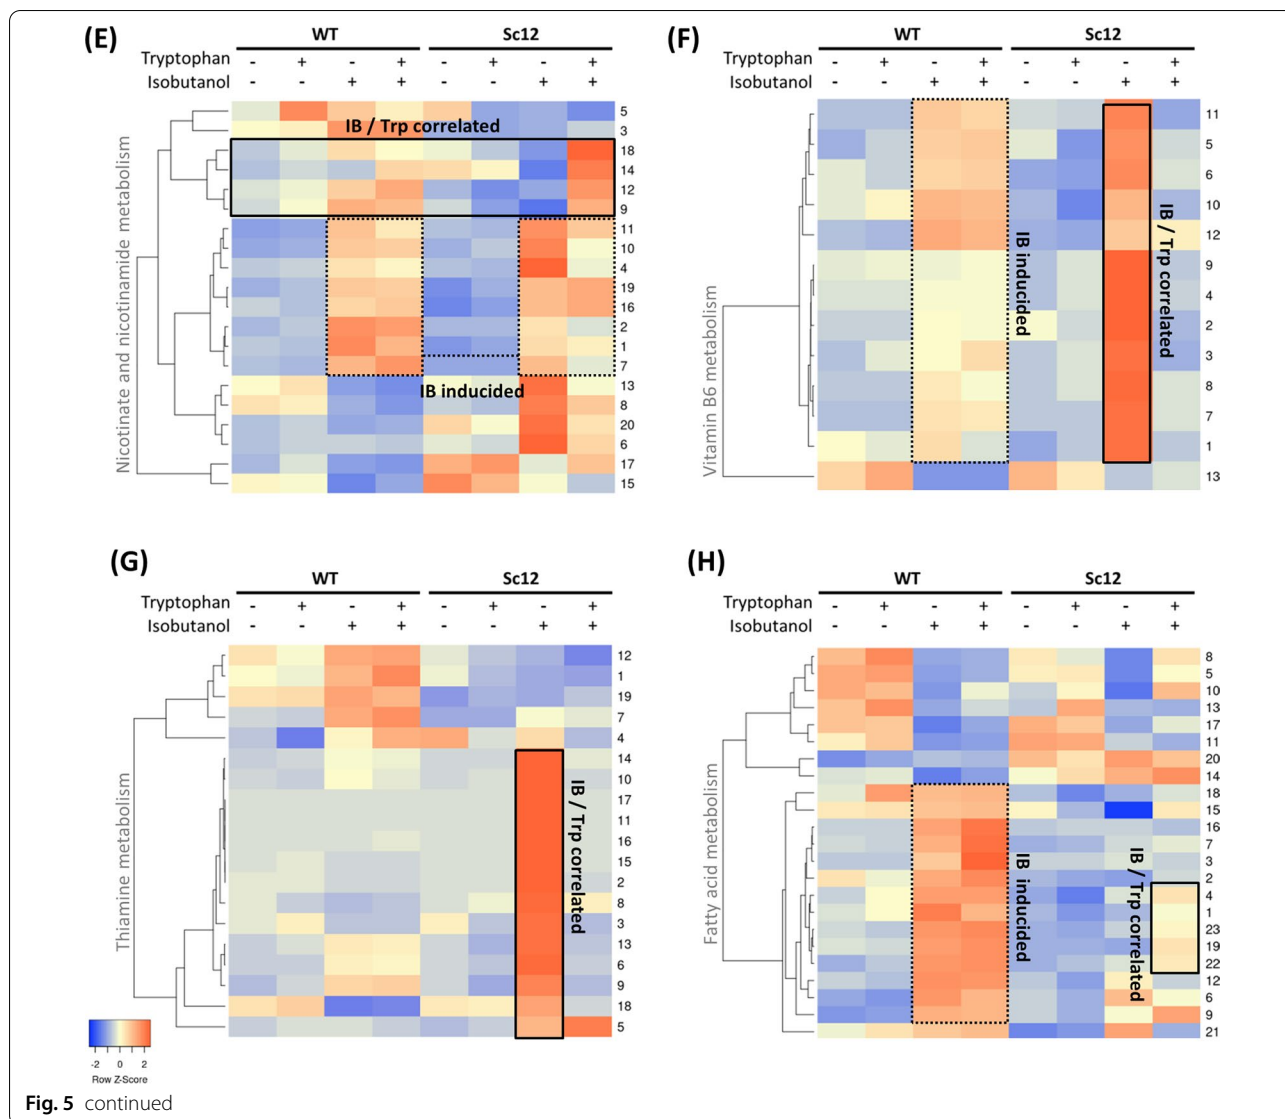 (E)
WT Sc12
Tryptophan - + - + - + - +
Isobutanol - - + + - - + +
Nicotinate and nicotinamide metabolism
IB / Trp correlated
IB inducided
5
3
18
14
12
9
11
10
4
19
16
2
1
7
13
8
20
6
17
15
(F)
WT Sc12
Tryptophan - + - + - + - +
Isobutanol - - + + - - + +
Vitamin B6 metabolism
IB inducided
IB / Trp correlated
11
5
6
10
12
9
4
2
3
8
7
1
13
(G)
WT Sc12
Tryptophan - + - + - + - +
Isobutanol - - + + - - + +
Thiamine metabolism
IB / Trp correlated
12
1
19
7
4
14
10
17
11
16
15
2
8
3
13
6
9
18
5
-2 0 2
Row Z-Score
(H)
WT Sc12
Tryptophan - + - + - + - +
Isobutanol - - + + - - + +
Fatty acid metabolism
IB inducided
IB / Trp correlated
8
5
10
13
17
11
20
14
18
15
16
7
3
2
4
1
23
19
22
12
6
9
21
Fig. 5 continued